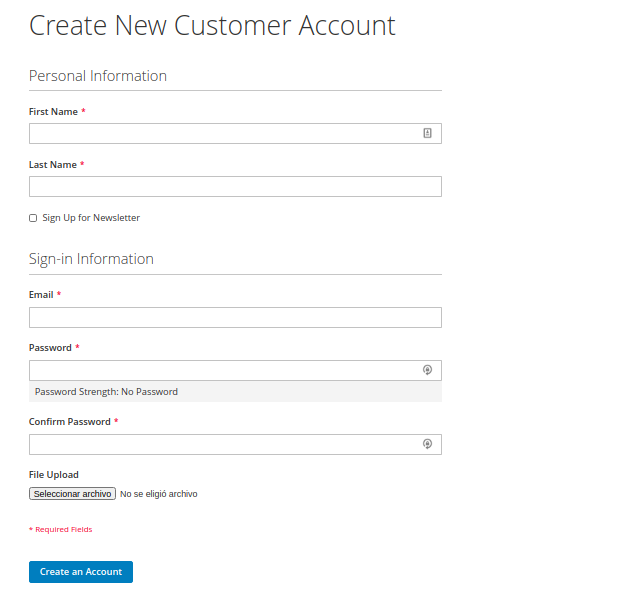 Create New Customer Account
Personal Information
First Name *
Last Name *
Sign Up for Newsletter
Sign-in Information
Email *
Password *
Password Strength: No Password
Confirm Password *
File Upload
Seleccionar archivo No se eligió archivo
* Required Fields
Create an Account